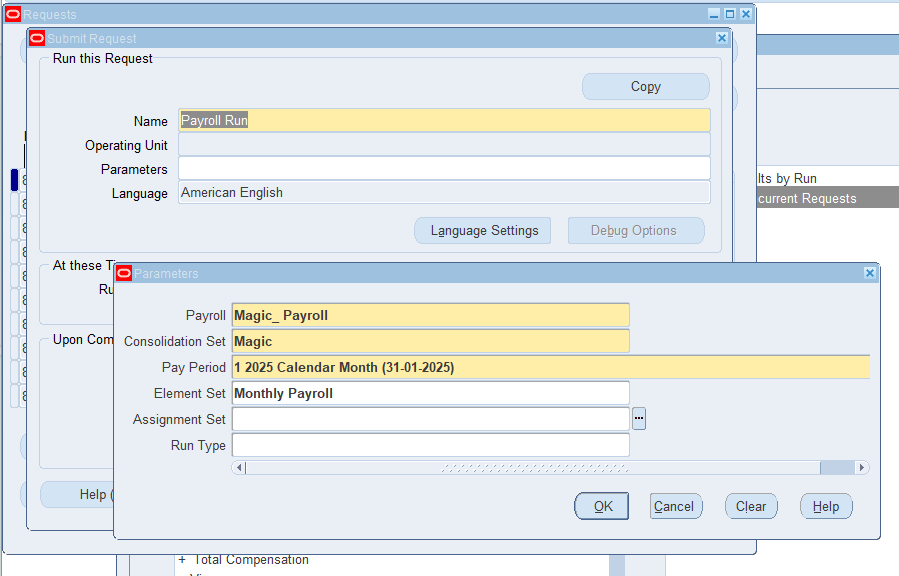 Requests
Submit Request
Run this Request
Copy
Name Payroll Run
Operating Unit
Parameters
Language American English
Language Settings Debug Options
lts by Run
current Requests
At these T
Ru
Upon Com
Help (
Parameters
Payroll Magic_ Payroll
Consolidation Set Magic
Pay Period 1 2025 Calendar Month (31-01-2025)
Element Set Monthly Payroll
Assignment Set
Run Type
OK Cancel Clear Help
+ Total Compensation